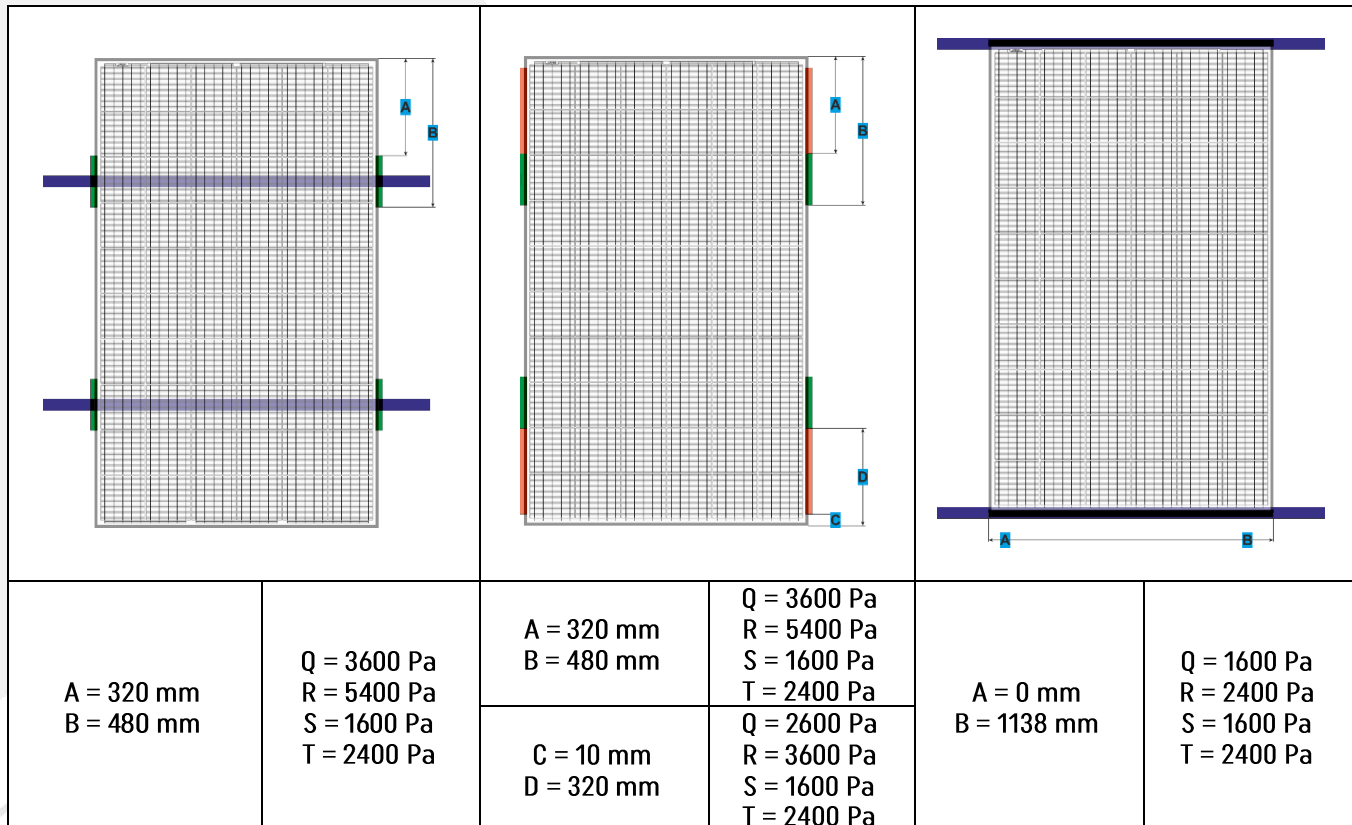 A
B
A
B
D
C
A
B
A = 320 mm
B = 480 mm
Q = 3600 Pa
R = 5400 Pa
S = 1600 Pa
T = 2400 Pa
A = 320 mm
B = 480 mm
Q = 3600 Pa
R = 5400 Pa
S = 1600 Pa
T = 2400 Pa
C = 10 mm
D = 320 mm
Q = 2600 Pa
R = 3600 Pa
S = 1600 Pa
T = 2400 Pa
A = 0 mm
B = 1138 mm
Q = 1600 Pa
R = 2400 Pa
S = 1600 Pa
T = 2400 Pa